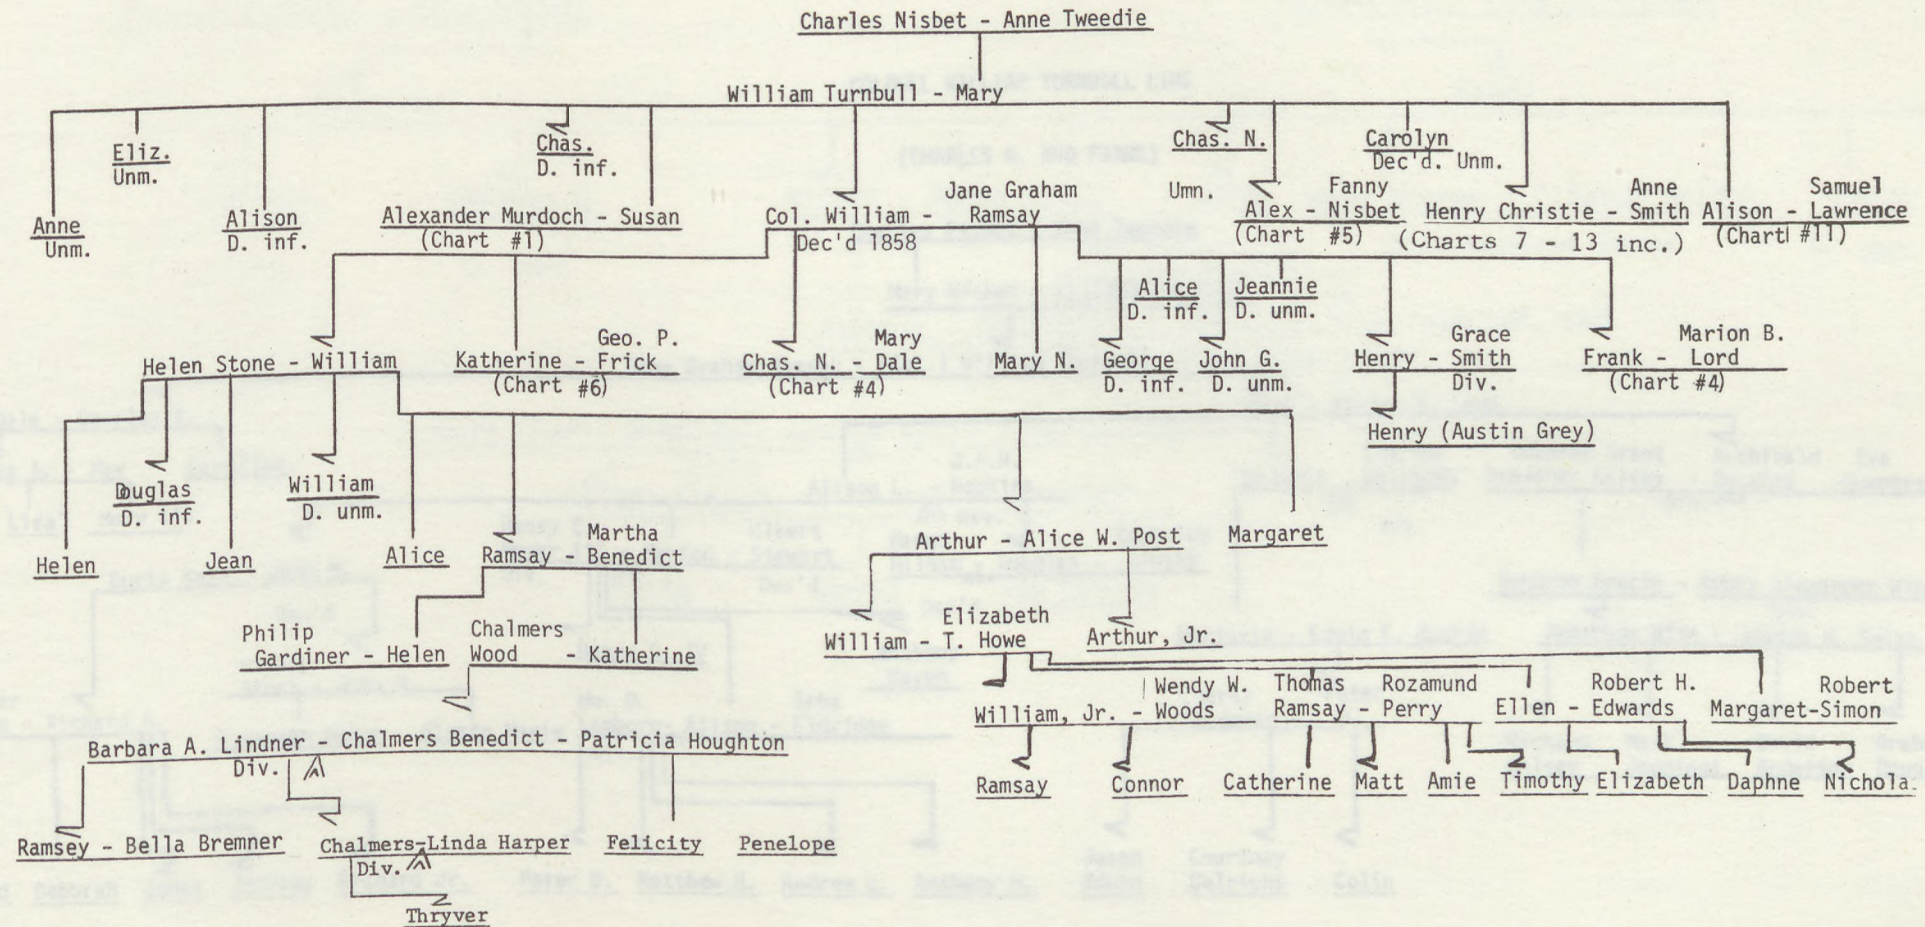 Charles Nisbet - Anne Tweedie
William Turnbull - Mary
Eliz.
Unm.
Chas.
D. inf.
Chas. N.
Umn.
Carolyn
Dec'd. Unm.
Anne
Unm.
Alison
D. inf.
Alexander Murdoch - Susan
(Chart #1)
Jane Graham
Col. William - Ramsay
Dec'd 1858
Fanny
Alex - Nisbet
(Chart #5)
Anne
Henry Christie - Smith
(Charts 7 - 13 inc.)
Samuel
Alison - Lawrence
(Chart #11)
Alice
D. inf.
Jeannie
D. unm.
Helen Stone - William
Geo. P.
Katherine - Frick
(Chart #6)
Mary
Chas. N. - Dale
(Chart #4)
Mary N.
George
D. inf.
John G.
D. unm.
Grace
Henry - Smith
Div.
Marion B.
Frank - Lord
(Chart #4)
Henry (Austin Grey)
Helen
Douglas
D. inf.
Jean
William
D. unm.
Alice
Martha
Ramsay - Benedict
Arthur - Alice W. Post
Margaret
Philip
Gardiner - Helen
Chalmers
Wood - Katherine
Elizabeth
William - T. Howe
Arthur, Jr.
Wendy W.
William, Jr. - Woods
Thomas Rozamund
Ramsay - Perry
Robert H.
Ellen - Edwards
Robert
Margaret-Simon
Barbara A. Lindner - Chalmers Benedict - Patricia Houghton
Div.
Ramsay
Connor
Catherine
Matt
Amie
Timothy
Elizabeth
Daphne
Nichola
Ramsey - Bella Bremner
Chalmers-Linda Harper
Div.
Felicity
Penelope
Thryver